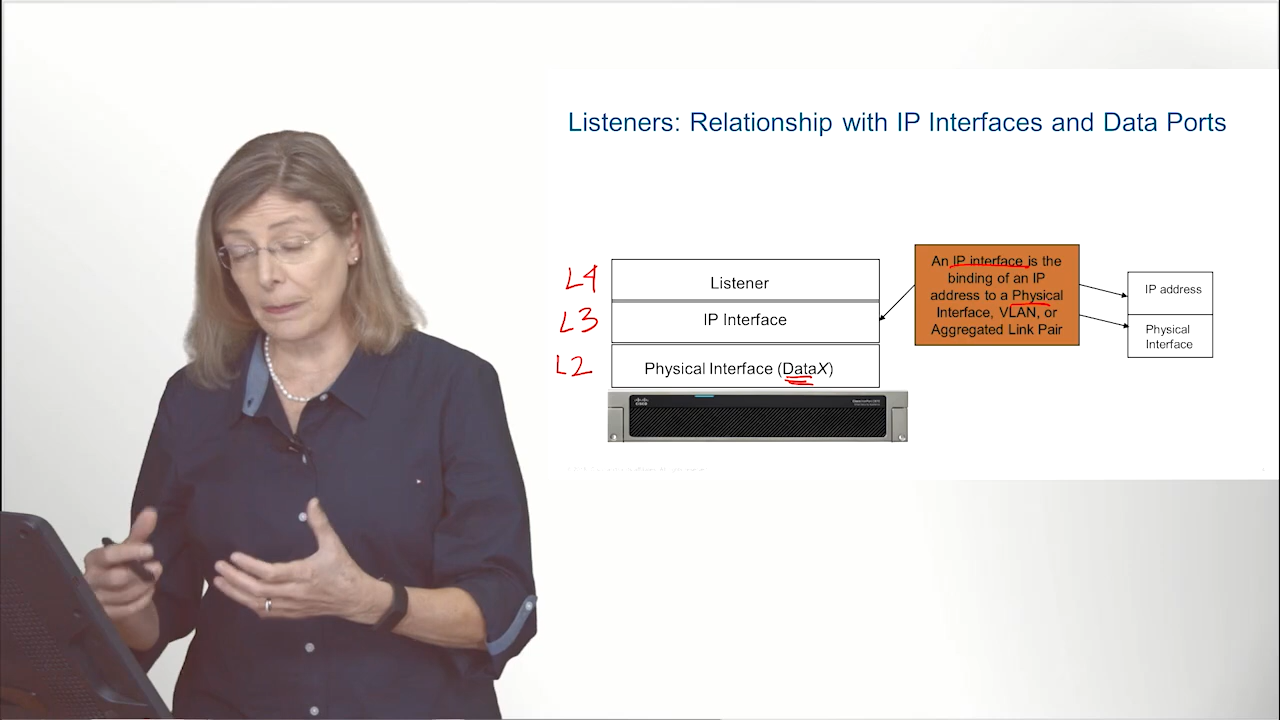 Listeners: Relationship with IP Interfaces and Data Ports
L4
Listener
L3
IP Interface
L2
Physical Interface (DataX)
An IP interface is the
binding of an IP
address to a Physical
Interface, VLAN, or
Aggregated Link Pair
IP address
Physical
Interface
CISCO